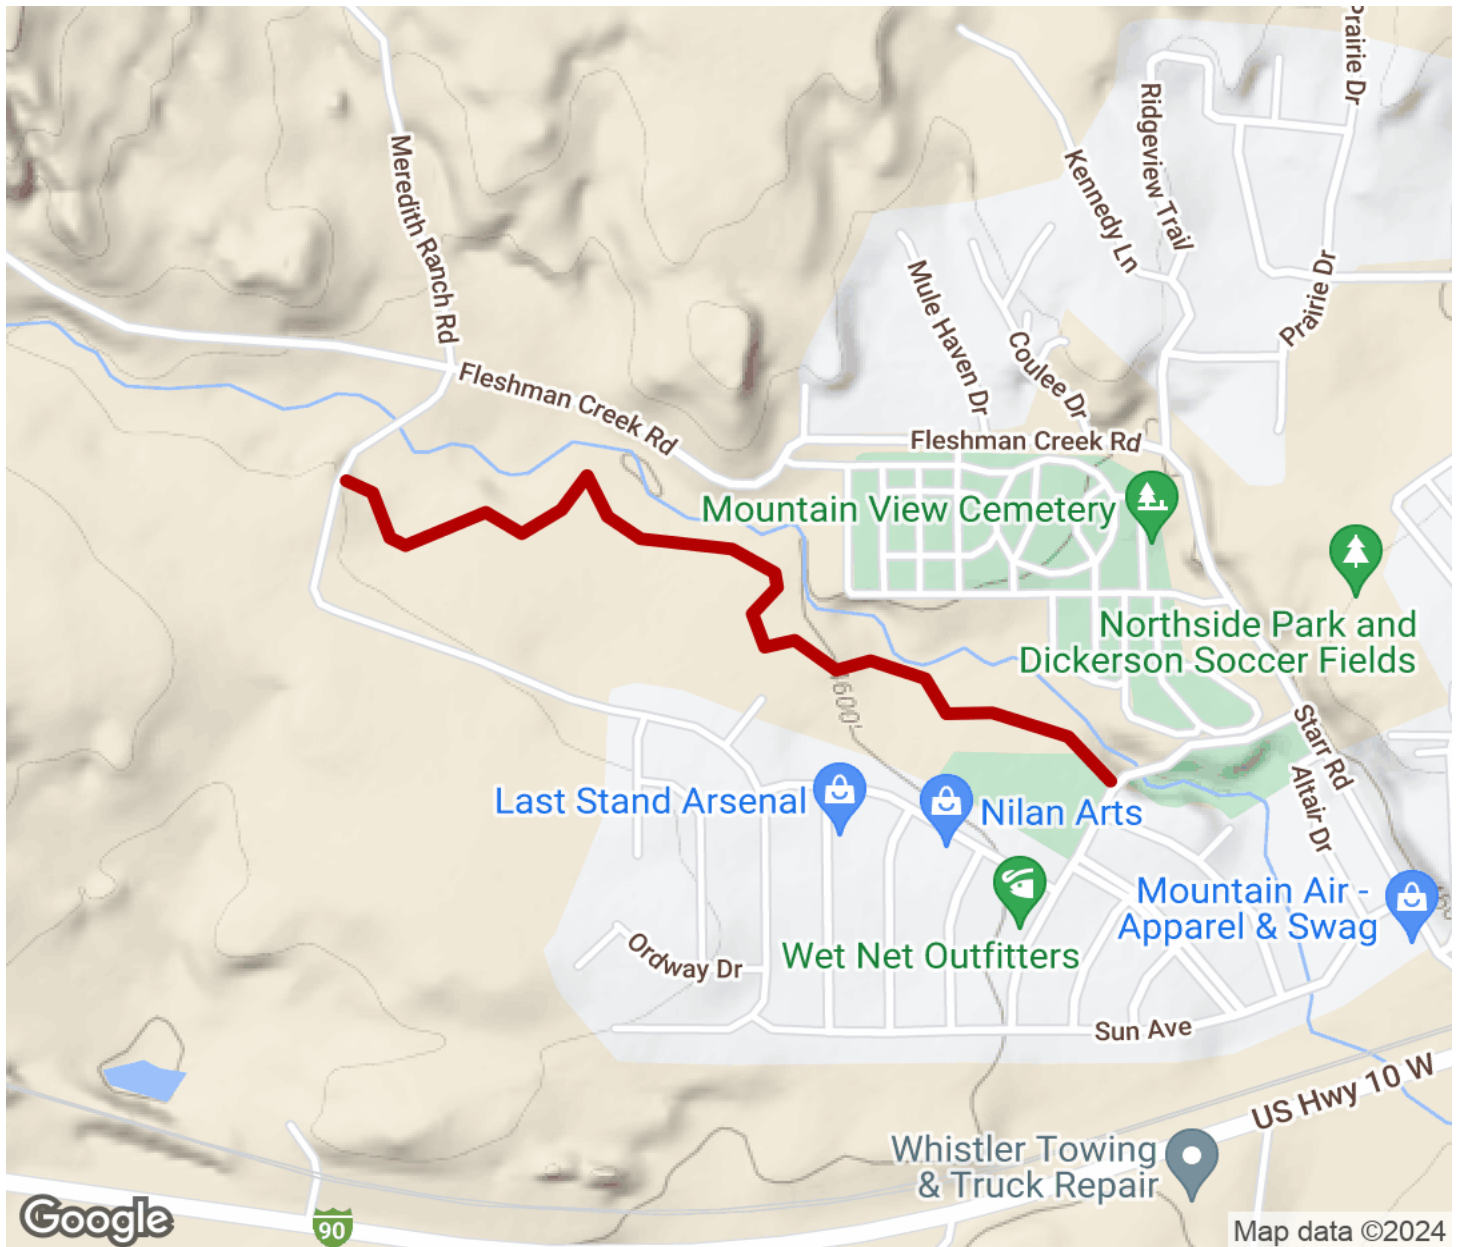 Prairie Dr
Ridgeview Trail
Meredith Ranch Rd
Kennedy Ln
Mule Haven Dr
Prairie Dr
Coulee Dr
Fleshman Creek Rd
Fleshman Creek Rd
Mountain View Cemetery
Northside Park and
Dickerson Soccer Fields
4600'
Starr Rd
Altair Dr
Last Stand Arsenal
Nilan Arts
Mountain Air -
Apparel & Swag
Wet Net Outfitters
Ordway Dr
Sun Ave
US Hwy 10 W
Whistler Towing
& Truck Repair
Google
90
Map data ©2024